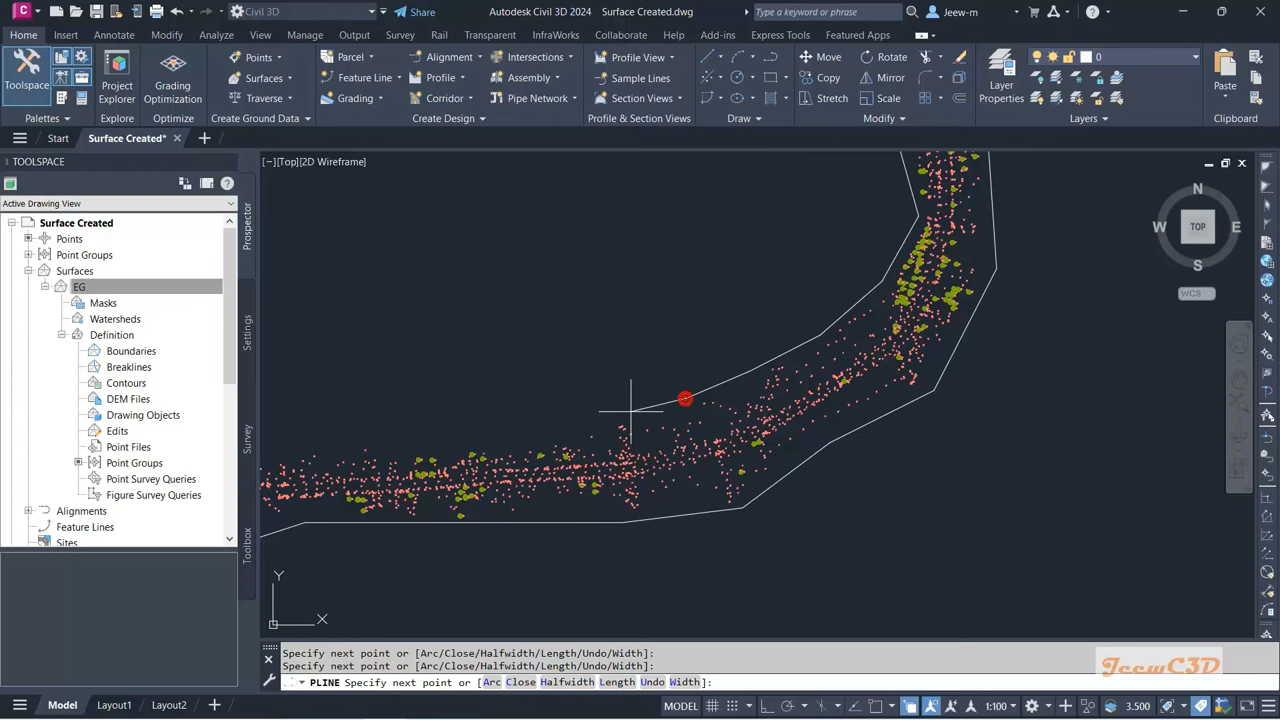 Civil 3D
Share
Autodesk Civil 3D 2024 Surface Created.dwg
Type a keyword or phrase
Jeew-m
Home Insert Annotate Modify Analyze View Manage Output Survey Rail Transparent InfraWorks Collaborate Help Add-ins Express Tools Featured Apps
Toolspace
Palettes
Project Explorer
Explore
Grading Optimization
Optimize
Points
Surfaces
Traverse
Create Ground Data
Parcel
Feature Line
Grading
Alignment
Profile
Corridor
Intersections
Assembly
Pipe Network
Create Design
Profile View
Sample Lines
Section Views
Profile & Section Views
Draw
Move
Copy
Stretch
Rotate
Mirror
Scale
Modify
Layer Properties
0
Layers
Paste
Clipboard
Start
Surface Created*
TOOLSPACE
Active Drawing View
Surface Created
Points
Point Groups
Surfaces
EG
Masks
Watersheds
Definition
Boundaries
Breaklines
Contours
DEM Files
Drawing Objects
Edits
Point Files
Point Groups
Point Survey Queries
Figure Survey Queries
Alignments
Feature Lines
Sites
Prospector
Settings
Survey
Toolbox
[−][Top][2D Wireframe]
N
W TOP E
S
WCS
Y
X
Specify next point or [Arc/Close/Halfwidth/Length/Undo/Width]:
Specify next point or [Arc/Close/Halfwidth/Length/Undo/Width]:
PLINE Specify next point or [Arc Close Halfwidth Length Undo Width]:
JeewC3D
Model Layout1 Layout2
MODEL
1:100
3.500